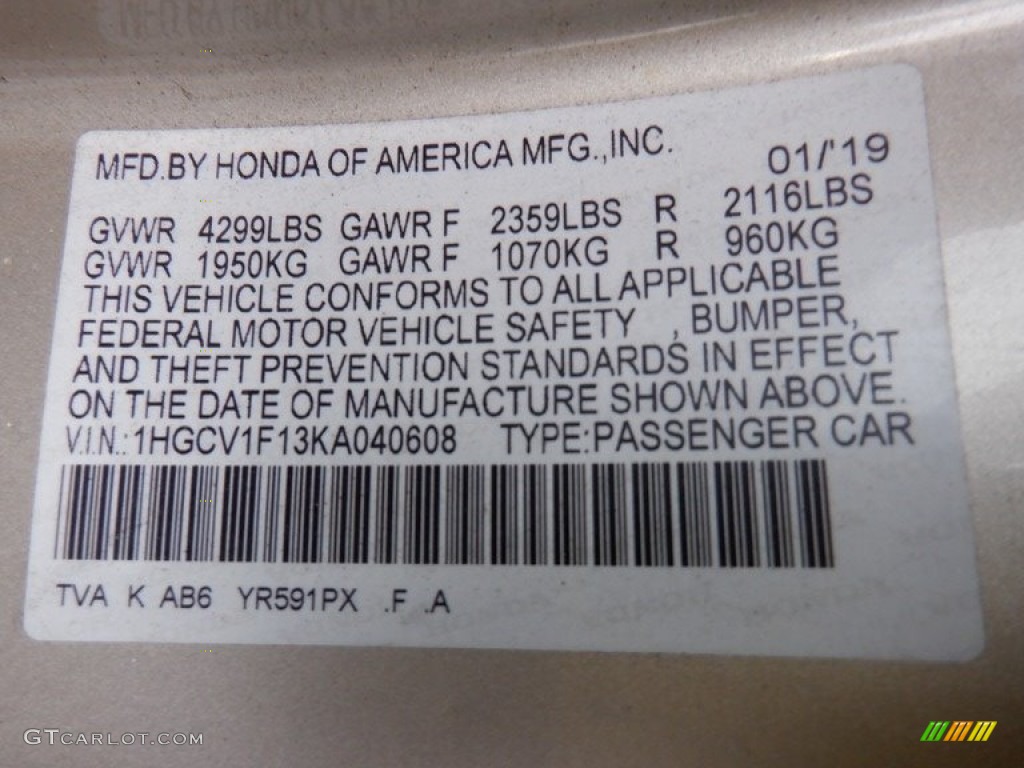 MFD.BY HONDA OF AMERICA MFG.,INC. 01/'19
GVWR 4299LBS GAWR F 2359LBS R 2116LBS
GVWR 1950KG GAWR F 1070KG R 960KG
THIS VEHICLE CONFORMS TO ALL APPLICABLE
FEDERAL MOTOR VEHICLE SAFETY , BUMPER,
AND THEFT PREVENTION STANDARDS IN EFFECT
ON THE DATE OF MANUFACTURE SHOWN ABOVE.
V.I.N.:1HGCV1F13KA040608 TYPE:PASSENGER CAR
TVA K AB6 YR591PX .F .A
GTCARLOT.COM